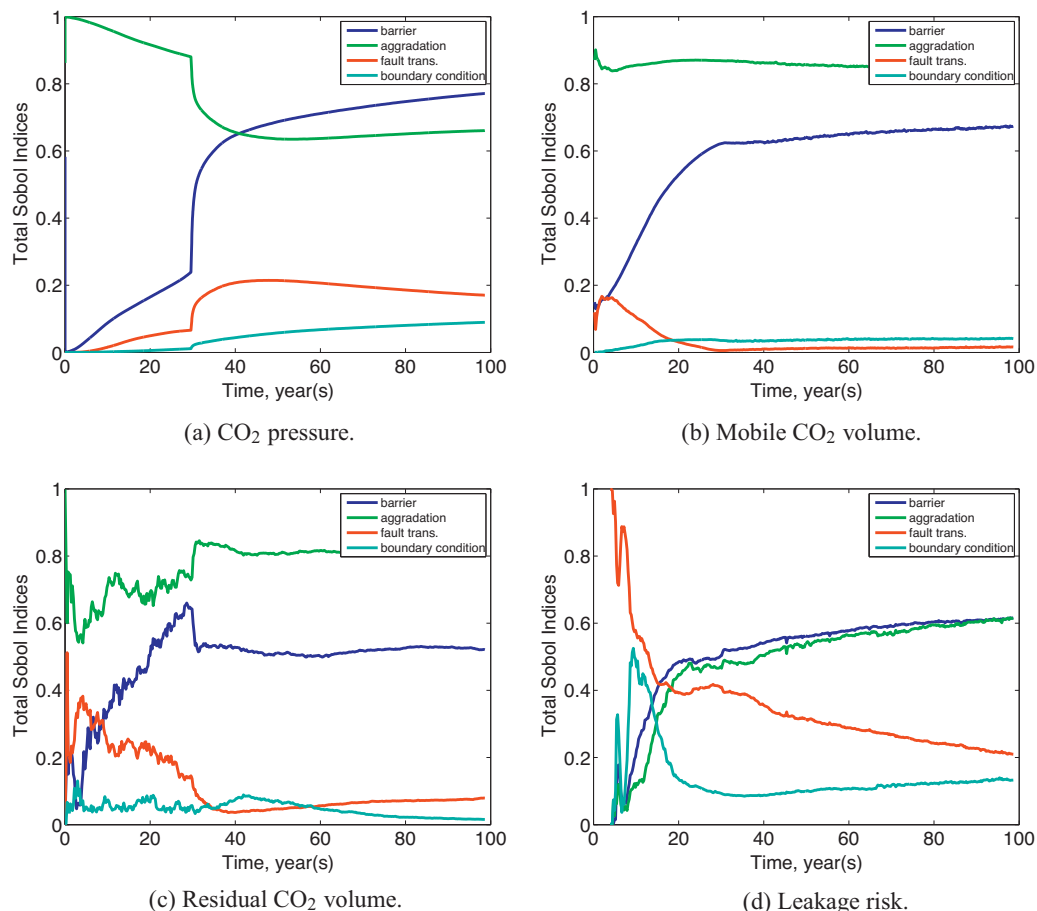 1
0.8
0.6
0.4
0.2
0
0 20 40 60 80 100
Total Sobol Indices
Time, year(s)
barrier
aggradation
fault trans.
boundary condition
(a) CO2 pressure.
1
0.8
0.6
0.4
0.2
0
0 20 40 60 80 100
Total Sobol Indices
Time, year(s)
barrier
aggradation
fault trans.
boundary condition
(b) Mobile CO2 volume.
1
0.8
0.6
0.4
0.2
0
0 20 40 60 80 100
Total Sobol Indices
Time, year(s)
barrier
aggradation
fault trans.
boundary condition
(c) Residual CO2 volume.
1
0.8
0.6
0.4
0.2
0
0 20 40 60 80 100
Total Sobol Indices
Time, year(s)
barrier
aggradation
fault trans.
boundary condition
(d) Leakage risk.